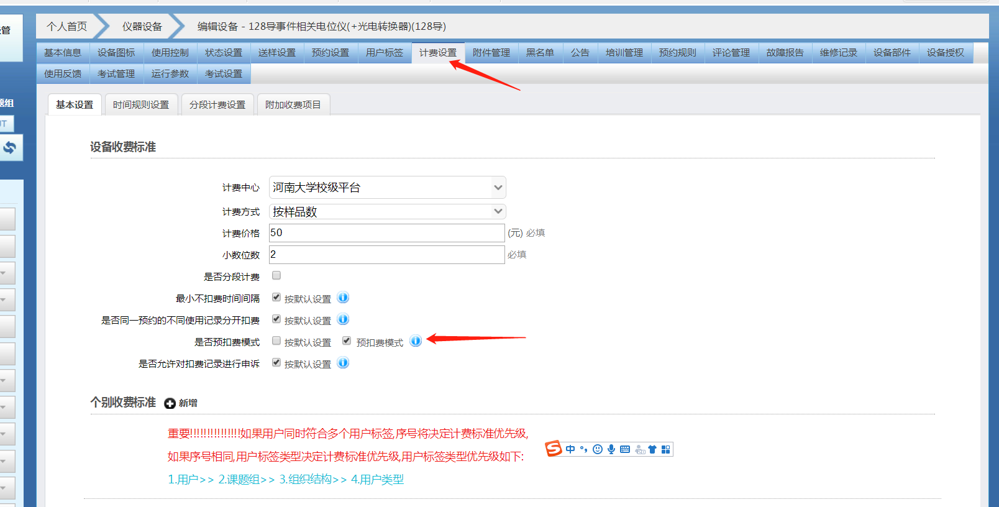 级管
个人首页 仪器设备 编辑设备 - 128导事件相关电位仪(+光电转换器)(128导)
基本信息 设备图标 使用控制 状态设置 送样设置 预约设置 用户标签 计费设置 附件管理 黑名单 公告 培训管理 预约规则 评论管理 故障报告 维修记录 设备部件 设备授权
使用反馈 考试管理 运行参数 考试设置
题组
基本设置 时间规则设置 分段计费设置 附加收费项目
设备收费标准
计费中心 河南大学校级平台
计费方式 按样品数
计费价格 50 (元) 必填
小数位数 2 必填
是否分段计费
最小不扣费时间间隔 按默认设置
是否同一预约的不同使用记录分开扣费 按默认设置
是否预扣费模式 按默认设置 预扣费模式
是否允许对扣费记录进行申诉 按默认设置
个别收费标准 新增
重要!!!!!!!!!!!!!!!如果用户同时符合多个用户标签,序号将决定计费标准优先级,
如果序号相同,用户标签类型决定计费标准优先级,用户标签类型优先级如下:
中
1.用户>> 2.课题组>> 3.组织结构>> 4.用户类型